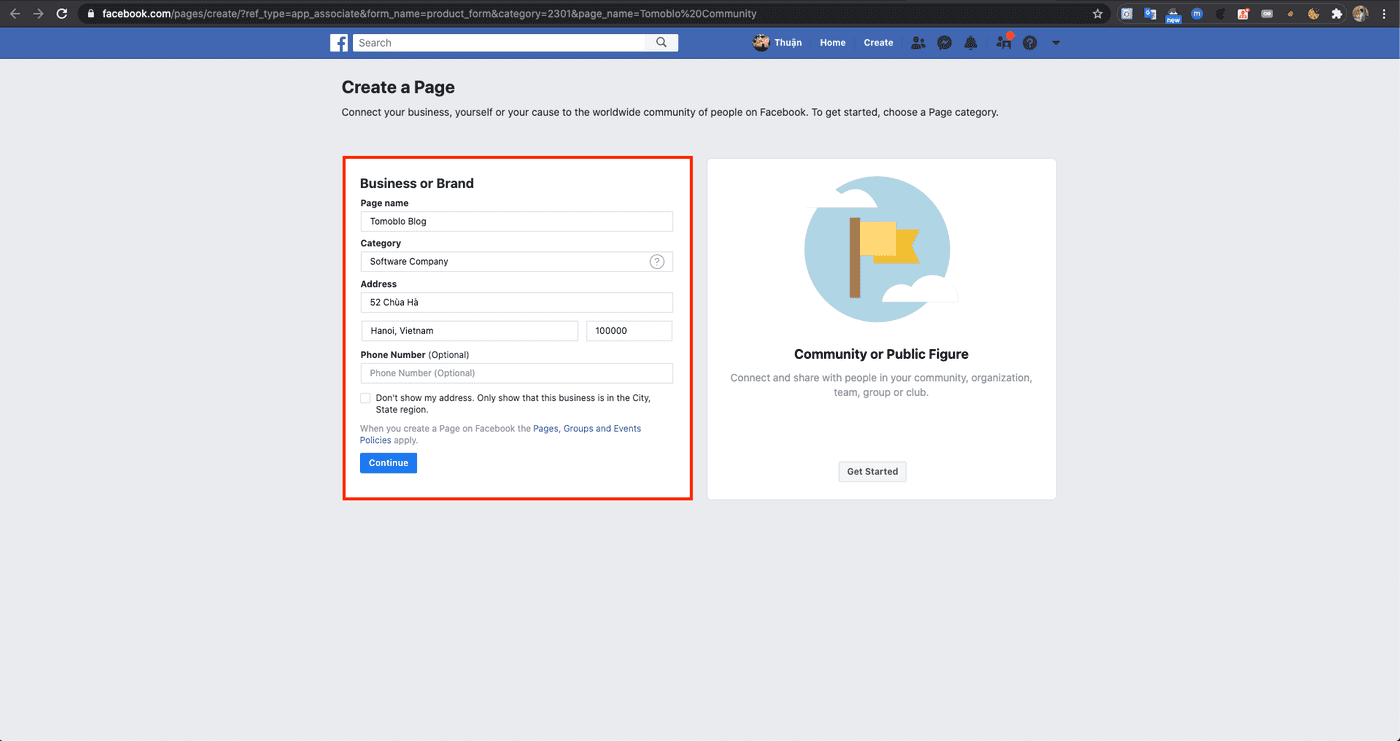 facebook.com/pages/create/?ref_type=app_associate&form_name=product_form&category=2301&page_name=Tomoblo%20Community
new
Search
Thuận
Home
Create
Create a Page
Connect your business, yourself or your cause to the worldwide community of people on Facebook. To get started, choose a Page category.
Business or Brand
Page name
Tomoblo Blog
Category
Software Company
?
Address
52 Chùa Hà
Hanoi, Vietnam 100000
Phone Number (Optional)
Phone Number (Optional)
Don't show my address. Only show that this business is in the City,
State region.
When you create a Page on Facebook the Pages, Groups and Events
Policies apply.
Continue
Community or Public Figure
Connect and share with people in your community, organization,
team, group or club.
Get Started